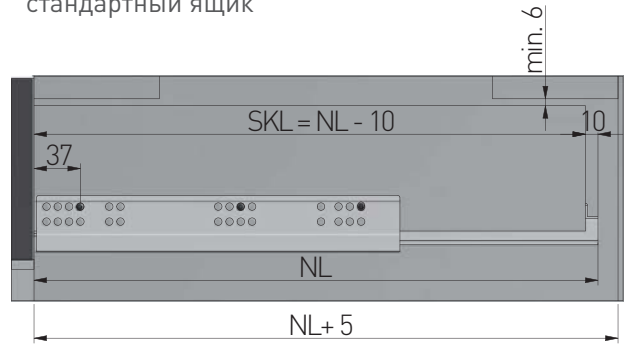 стандартный ящик
min. 6
SKL = NL - 10
10
37
NL
NL+ 5